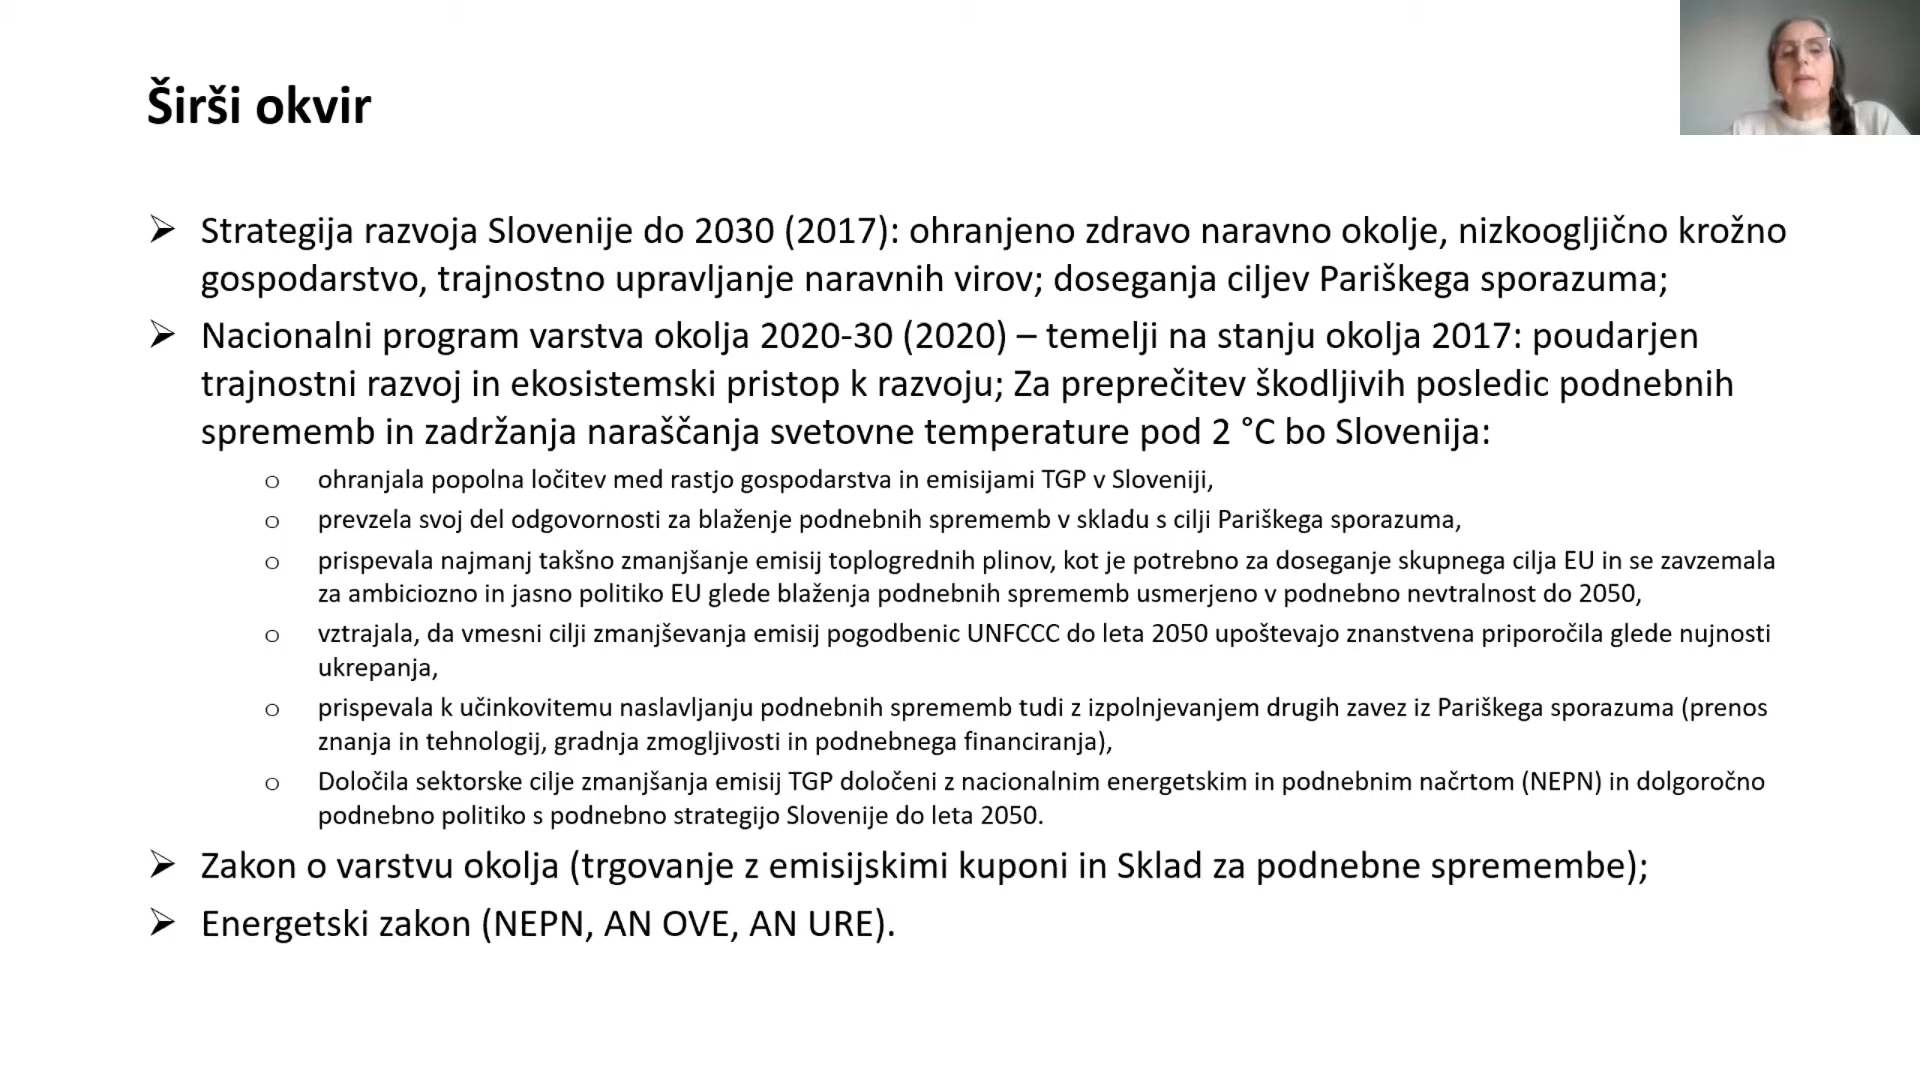 Širši okvir
➢ Strategija razvoja Slovenije do 2030 (2017): ohranjeno zdravo naravno okolje, nizkoogljično krožno
gospodarstvo, trajnostno upravljanje naravnih virov; doseganja ciljev Pariškega sporazuma;
➢ Nacionalni program varstva okolja 2020-30 (2020) – temelji na stanju okolja 2017: poudarjen
trajnostni razvoj in ekosistemski pristop k razvoju; Za preprečitev škodljivih posledic podnebnih
sprememb in zadržanja naraščanja svetovne temperature pod 2 °C bo Slovenija:
o ohranjala popolna ločitev med rastjo gospodarstva in emisijami TGP v Sloveniji,
o prevzela svoj del odgovornosti za blaženje podnebnih sprememb v skladu s cilji Pariškega sporazuma,
o prispevala najmanj takšno zmanjšanje emisij toplogrednih plinov, kot je potrebno za doseganje skupnega cilja EU in se zavzemala
za ambiciozno in jasno politiko EU glede blaženja podnebnih sprememb usmerjeno v podnebno nevtralnost do 2050,
o vztrajala, da vmesni cilji zmanjševanja emisij pogodbenic UNFCCC do leta 2050 upoštevajo znanstvena priporočila glede nujnosti
ukrepanja,
o prispevala k učinkovitemu naslavljanju podnebnih sprememb tudi z izpolnjevanjem drugih zavez iz Pariškega sporazuma (prenos
znanja in tehnologij, gradnja zmogljivosti in podnebnega financiranja),
o Določila sektorske cilje zmanjšanja emisij TGP določeni z nacionalnim energetskim in podnebnim načrtom (NEPN) in dolgoročno
podnebno politiko s podnebno strategijo Slovenije do leta 2050.
➢ Zakon o varstvu okolja (trgovanje z emisijskimi kuponi in Sklad za podnebne spremembe);
➢ Energetski zakon (NEPN, AN OVE, AN URE).